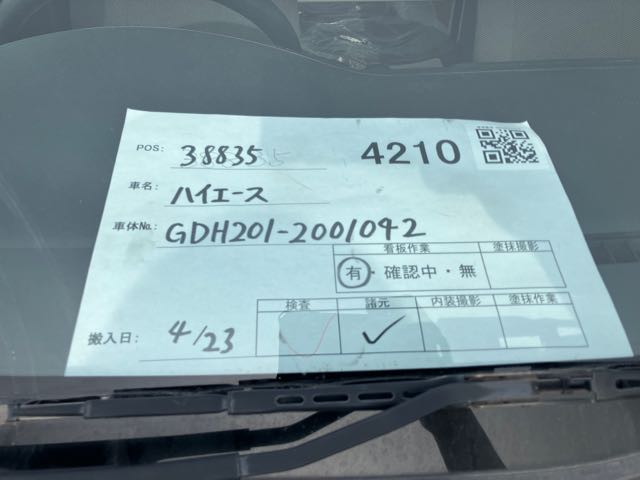 POS: 38835
4210
車名: ハイエース
車体No.: GDH201-2001042
看板作業 塗抹撮影
有・確認中・無
検査 諸元 内装撮影 塗抹作業
搬入日: 4/23 ✓